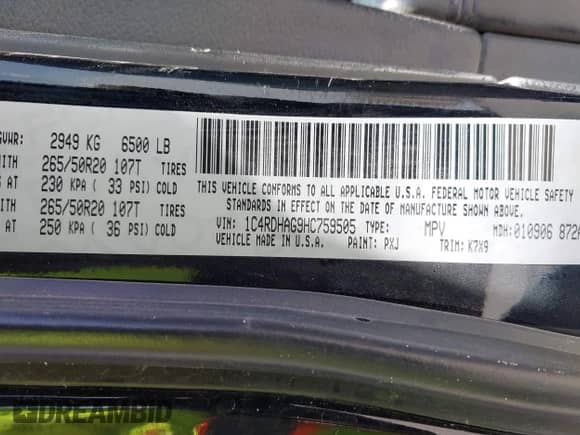 GVWR: 2949 KG 6500 LB
WITH 265/50R20 107T TIRES
AT 230 KPA ( 33 PSI) COLD
WITH 265/50R20 107T TIRES
AT 250 KPA ( 36 PSI) COLD
THIS VEHICLE CONFORMS TO ALL APPLICABLE U.S.A. FEDERAL MOTOR VEHICLE SAFETY
STANDARDS IN EFFECT ON THE DATE OF MANUFACTURE SHOWN ABOVE.
VIN: 1C4RDHAG9HC759505 TYPE: MPV MDH: 010906 872A
VEHICLE MADE IN U.S.A. PAINT: PXJ TRIM: K7X9
DREAMBID